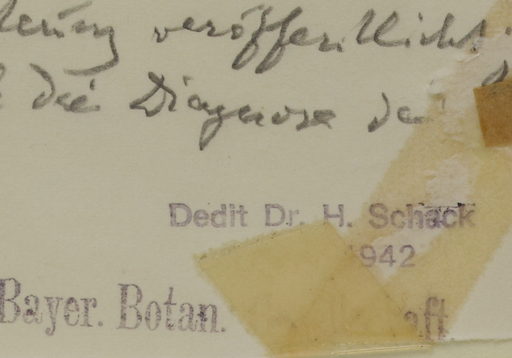 veröffentlicht
die Diagnose
Dedit Dr. H. Schack
1942
Bayer. Botan.